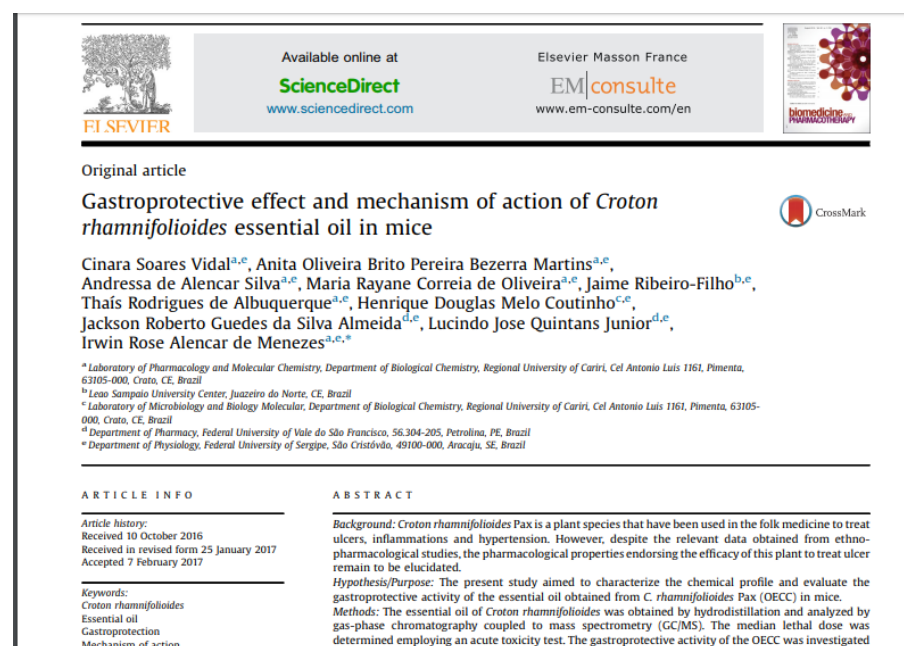 Available online at
ScienceDirect
www.sciencedirect.com
Elsevier Masson France
EM|consulte
www.em-consulte.com/en
ELSEVIER
biomedicine
PHARMACOTHERAPY
Original article
Gastroprotective effect and mechanism of action of Croton
rhamnifolioides essential oil in mice
CrossMark
Cinara Soares Vidal a,e, Anita Oliveira Brito Pereira Bezerra Martins a,e,
Andressa de Alencar Silva a,e, Maria Rayane Correia de Oliveira a,e, Jaime Ribeiro-Filho b,e,
Thaís Rodrigues de Albuquerque a,e, Henrique Douglas Melo Coutinho c,e,
Jackson Roberto Guedes da Silva Almeida d,e, Lucindo Jose Quintans Junior d,e,
Irwin Rose Alencar de Menezes a,e,*
a Laboratory of Pharmacology and Molecular Chemistry, Department of Biological Chemistry, Regional University of Cariri, Cel Antonio Luis 1161, Pimenta,
63105-000, Crato, CE, Brazil
b Leao Sampaio University Center, Juazeiro do Norte, CE, Brazil
c Laboratory of Microbiology and Biology Molecular, Department of Biological Chemistry, Regional University of Cariri, Cel Antonio Luis 1161, Pimenta, 63105-
000, Crato, CE, Brazil
d Department of Pharmacy, Federal University of Vale do São Francisco, 56.304-205, Petrolina, PE, Brazil
e Department of Physiology, Federal University of Sergipe, São Cristóvão, 49100-000, Aracaju, SE, Brazil
ARTICLE INFO
Article history:
Received 10 October 2016
Received in revised form 25 January 2017
Accepted 7 February 2017
Keywords:
Croton rhamnifolioides
Essential oil
Gastroprotection
Mechanism of action
ABSTRACT
Background: Croton rhamnifolioides Pax is a plant species that have been used in the folk medicine to treat
ulcers, inflammations and hypertension. However, despite the relevant data obtained from ethno-
pharmacological studies, the pharmacological properties endorsing the efficacy of this plant to treat ulcer
remain to be elucidated.
Hypothesis/Purpose: The present study aimed to characterize the chemical profile and evaluate the
gastroprotective activity of the essential oil obtained from C. rhamnifolioides Pax (OECC) in mice.
Methods: The essential oil of Croton rhamnifolioides was obtained by hydrodistillation and analyzed by
gas-phase chromatography coupled to mass spectrometry (GC/MS). The median lethal dose was
determined employing an acute toxicity test. The gastroprotective activity of the OECC was investigated